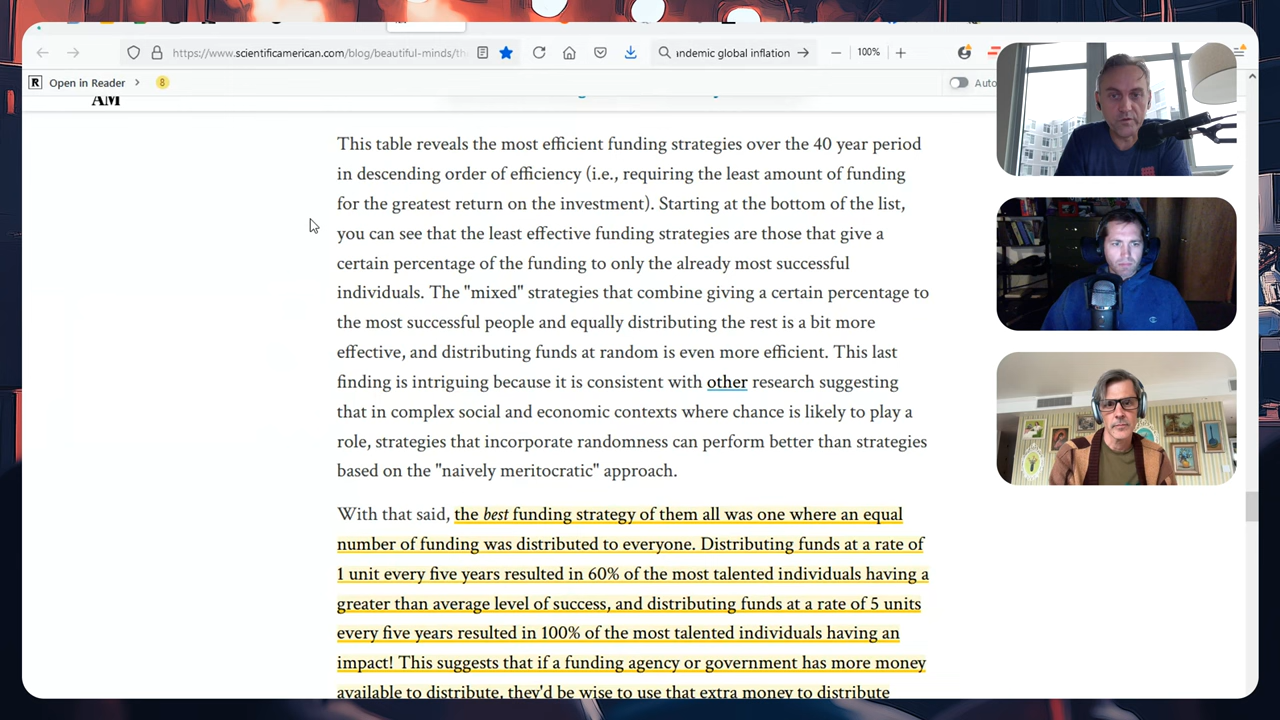 https://www.scientificamerican.com/blog/beautiful-minds/th
ındemic global inflation
100%
R Open in Reader
8
Auto
AM
This table reveals the most efficient funding strategies over the 40 year period
in descending order of efficiency (i.e., requiring the least amount of funding
for the greatest return on the investment). Starting at the bottom of the list,
you can see that the least effective funding strategies are those that give a
certain percentage of the funding to only the already most successful
individuals. The "mixed" strategies that combine giving a certain percentage to
the most successful people and equally distributing the rest is a bit more
effective, and distributing funds at random is even more efficient. This last
finding is intriguing because it is consistent with other research suggesting
that in complex social and economic contexts where chance is likely to play a
role, strategies that incorporate randomness can perform better than strategies
based on the "naively meritocratic" approach.
With that said, the best funding strategy of them all was one where an equal
number of funding was distributed to everyone. Distributing funds at a rate of
1 unit every five years resulted in 60% of the most talented individuals having a
greater than average level of success, and distributing funds at a rate of 5 units
every five years resulted in 100% of the most talented individuals having an
impact! This suggests that if a funding agency or government has more money
available to distribute, they'd be wise to use that extra money to distribute